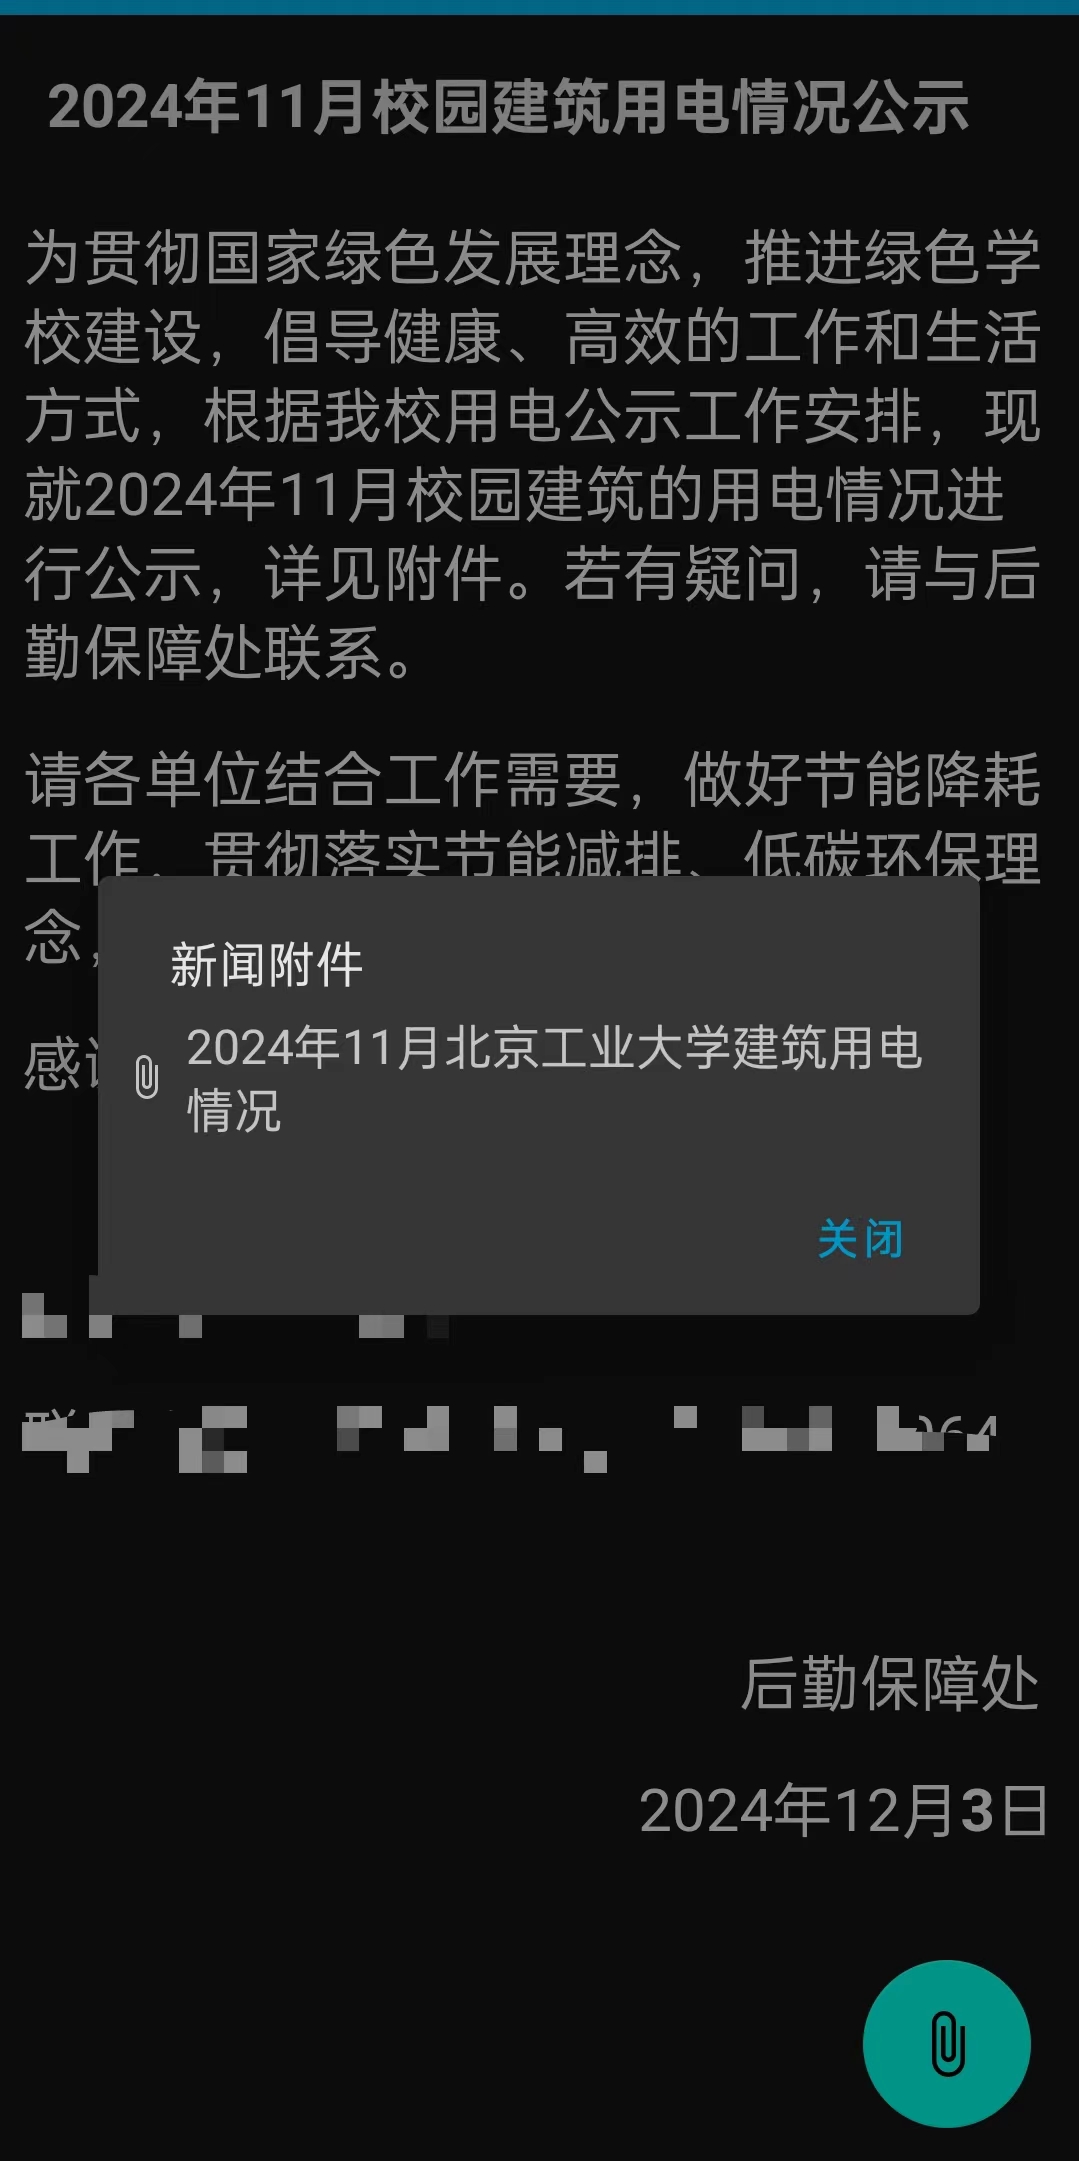 2024年11月校园建筑用电情况公示
为贯彻国家绿色发展理念，推进绿色学
校建设，倡导健康、高效的工作和生活
方式，根据我校用电公示工作安排，现
就2024年11月校园建筑的用电情况进
行公示，详见附件。若有疑问，请与后
勤保障处联系。
请各单位结合工作需要，做好节能降耗
工作，贯彻落实节能减排、低碳环保理
念，
感
新闻附件
2024年11月北京工业大学建筑用电
情况
关闭
后勤保障处
2024年12月3日